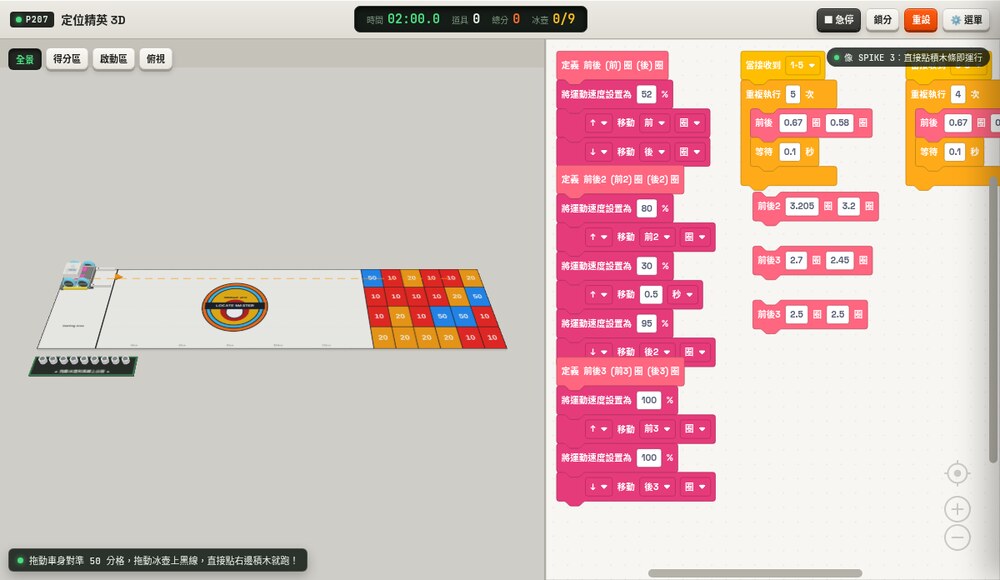 P207 定位精英 3D
時間 02:00.0 道具 0 總分 0 冰壺 0/9
急停 鎖分 重設 選單
全景 得分區 啟動區 俯視
像 SPIKE 3：直接點積木條即運行
定義 前後 (前) 圈 (後) 圈
將運動速度設置為 52 %
↑ 移動 前 圈
↓ 移動 後 圈
定義 前後2 (前2) 圈 (後2) 圈
將運動速度設置為 80 %
↑ 移動 前2 圈
將運動速度設置為 30 %
↑ 移動 0.5 秒
將運動速度設置為 95 %
↓ 移動 後2 圈
定義 前後3 (前3) 圈 (後3) 圈
將運動速度設置為 100 %
↑ 移動 前3 圈
將運動速度設置為 100 %
↓ 移動 後3 圈
當接收到 1-5
重複執行 5 次
前後 0.67 圈 0.58 圈
等待 0.1 秒
前後2 3.205 圈 3.2 圈
前後3 2.7 圈 2.45 圈
前後3 2.5 圈 2.5 圈
重複執行 4 次
前後 0.67 圈
等待 0.1 秒
50 10 20 10 10 20
10 10 10 10 20 50
10 20 10 50 50 10
20 20 20 20 10 10
LOCATE MASTER
拖動車身對準 50 分格，拖動冰壺上黑線，直接點右邊積木就跑！